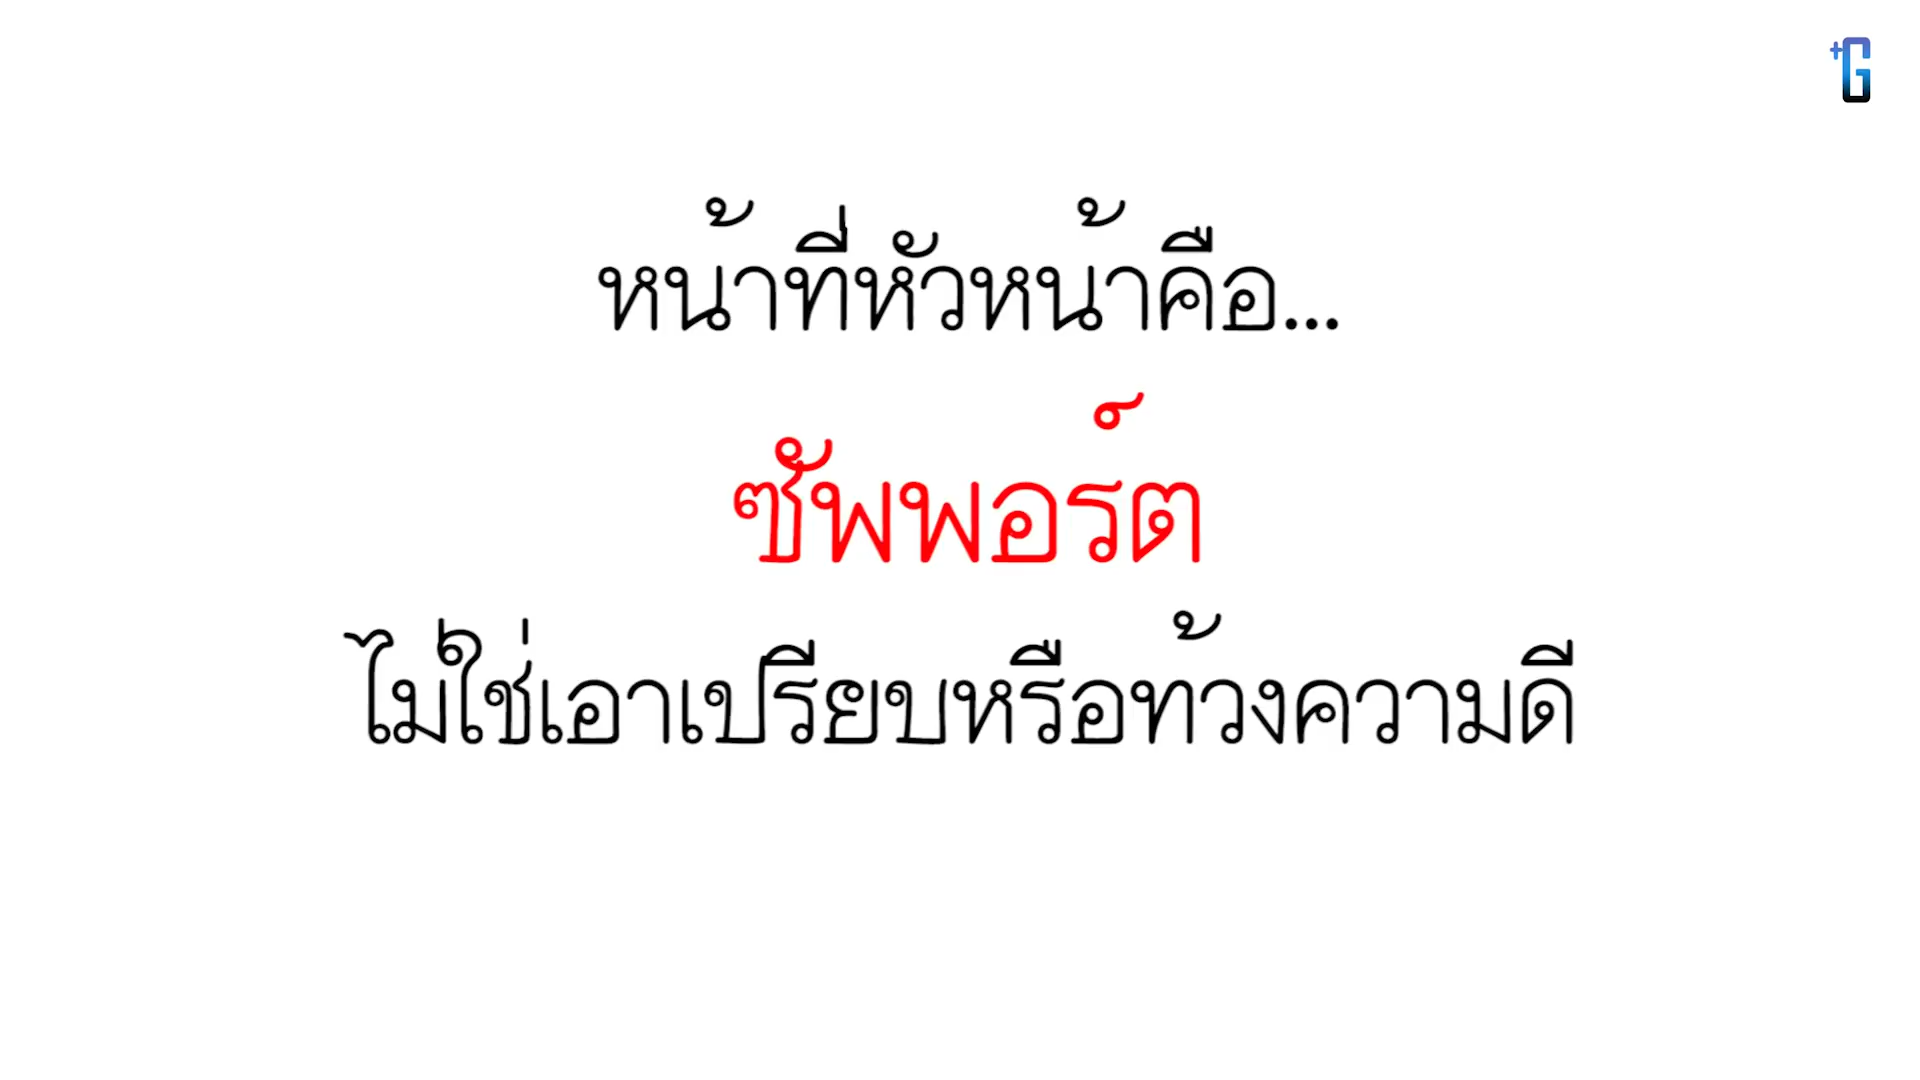 +G
หน้าที่หัวหน้าคือ...
ซัพพอร์ต
ไม่ใช่เอาเปรียบหรือท้วงความดี